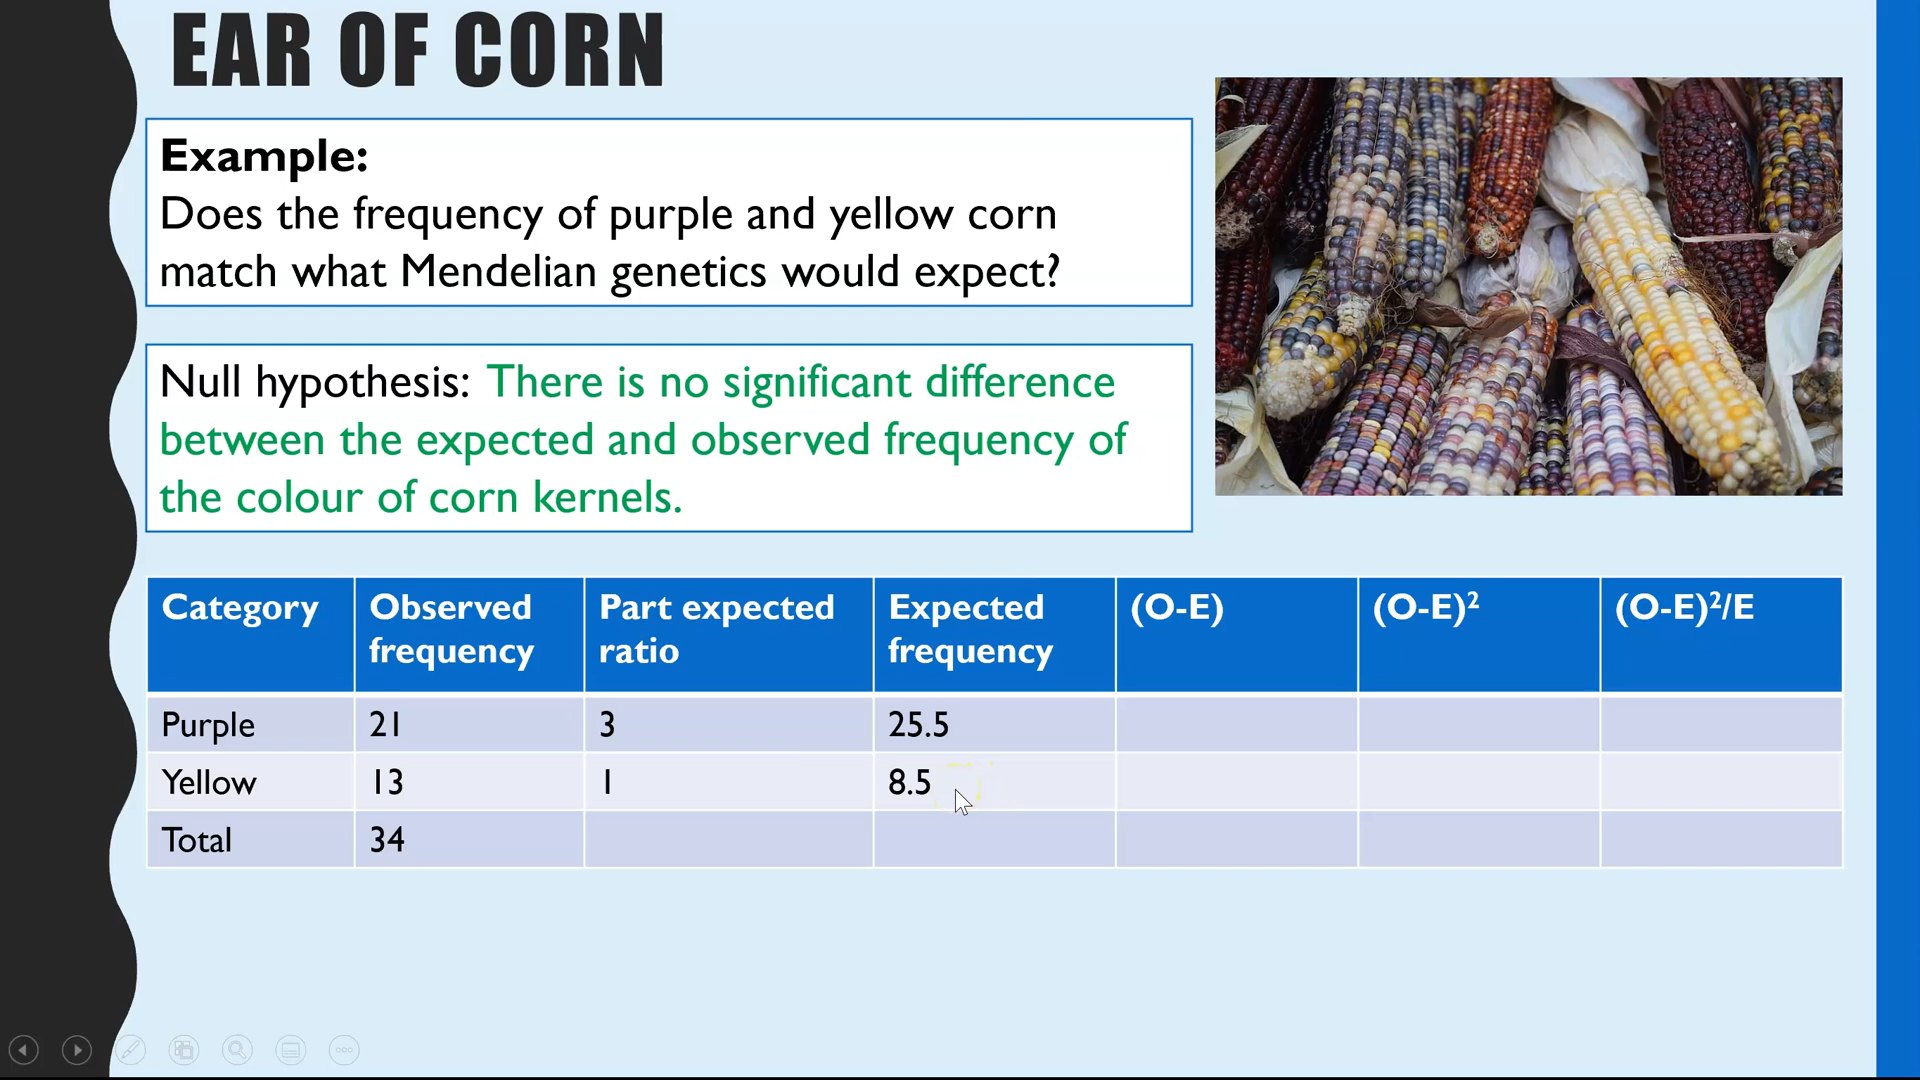 EAR OF CORN
Example:
Does the frequency of purple and yellow corn
match what Mendelian genetics would expect?
Null hypothesis: There is no significant difference
between the expected and observed frequency of
the colour of corn kernels.
Category Observed frequency Part expected ratio Expected frequency (O-E) (O-E)² (O-E)²/E
Purple 21 3 25.5
Yellow 13 1 8.5
Total 34